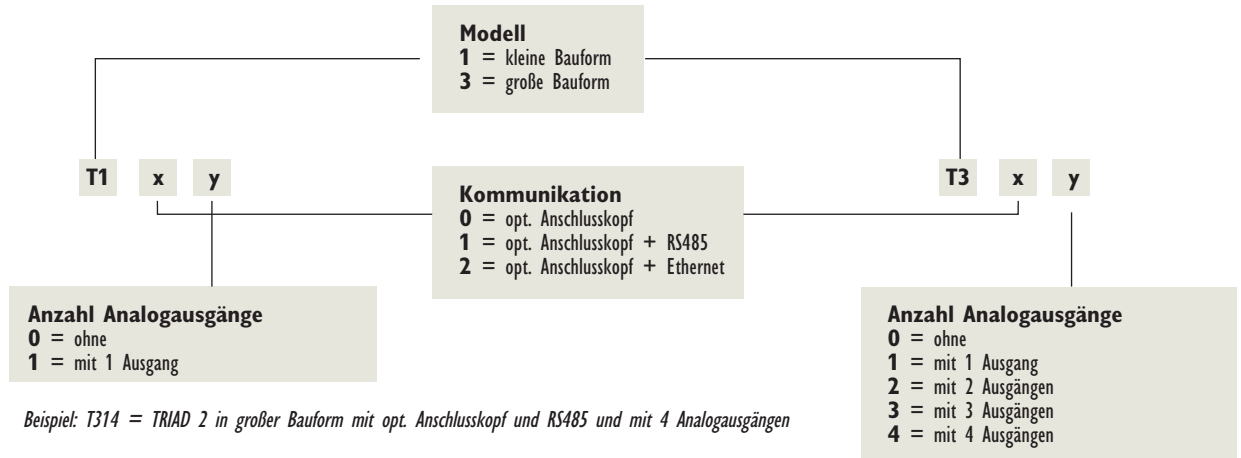 Modell
1 = kleine Bauform
3 = große Bauform
T1 x y
T3 x y
Kommunikation
0 = opt. Anschlusskopf
1 = opt. Anschlusskopf + RS485
2 = opt. Anschlusskopf + Ethernet
Anzahl Analogausgänge
0 = ohne
1 = mit 1 Ausgang
Anzahl Analogausgänge
0 = ohne
1 = mit 1 Ausgang
2 = mit 2 Ausgängen
3 = mit 3 Ausgängen
4 = mit 4 Ausgängen
Beispiel: T314 = TRIAD 2 in großer Bauform mit opt. Anschlusskopf und RS485 und mit 4 Analogausgängen